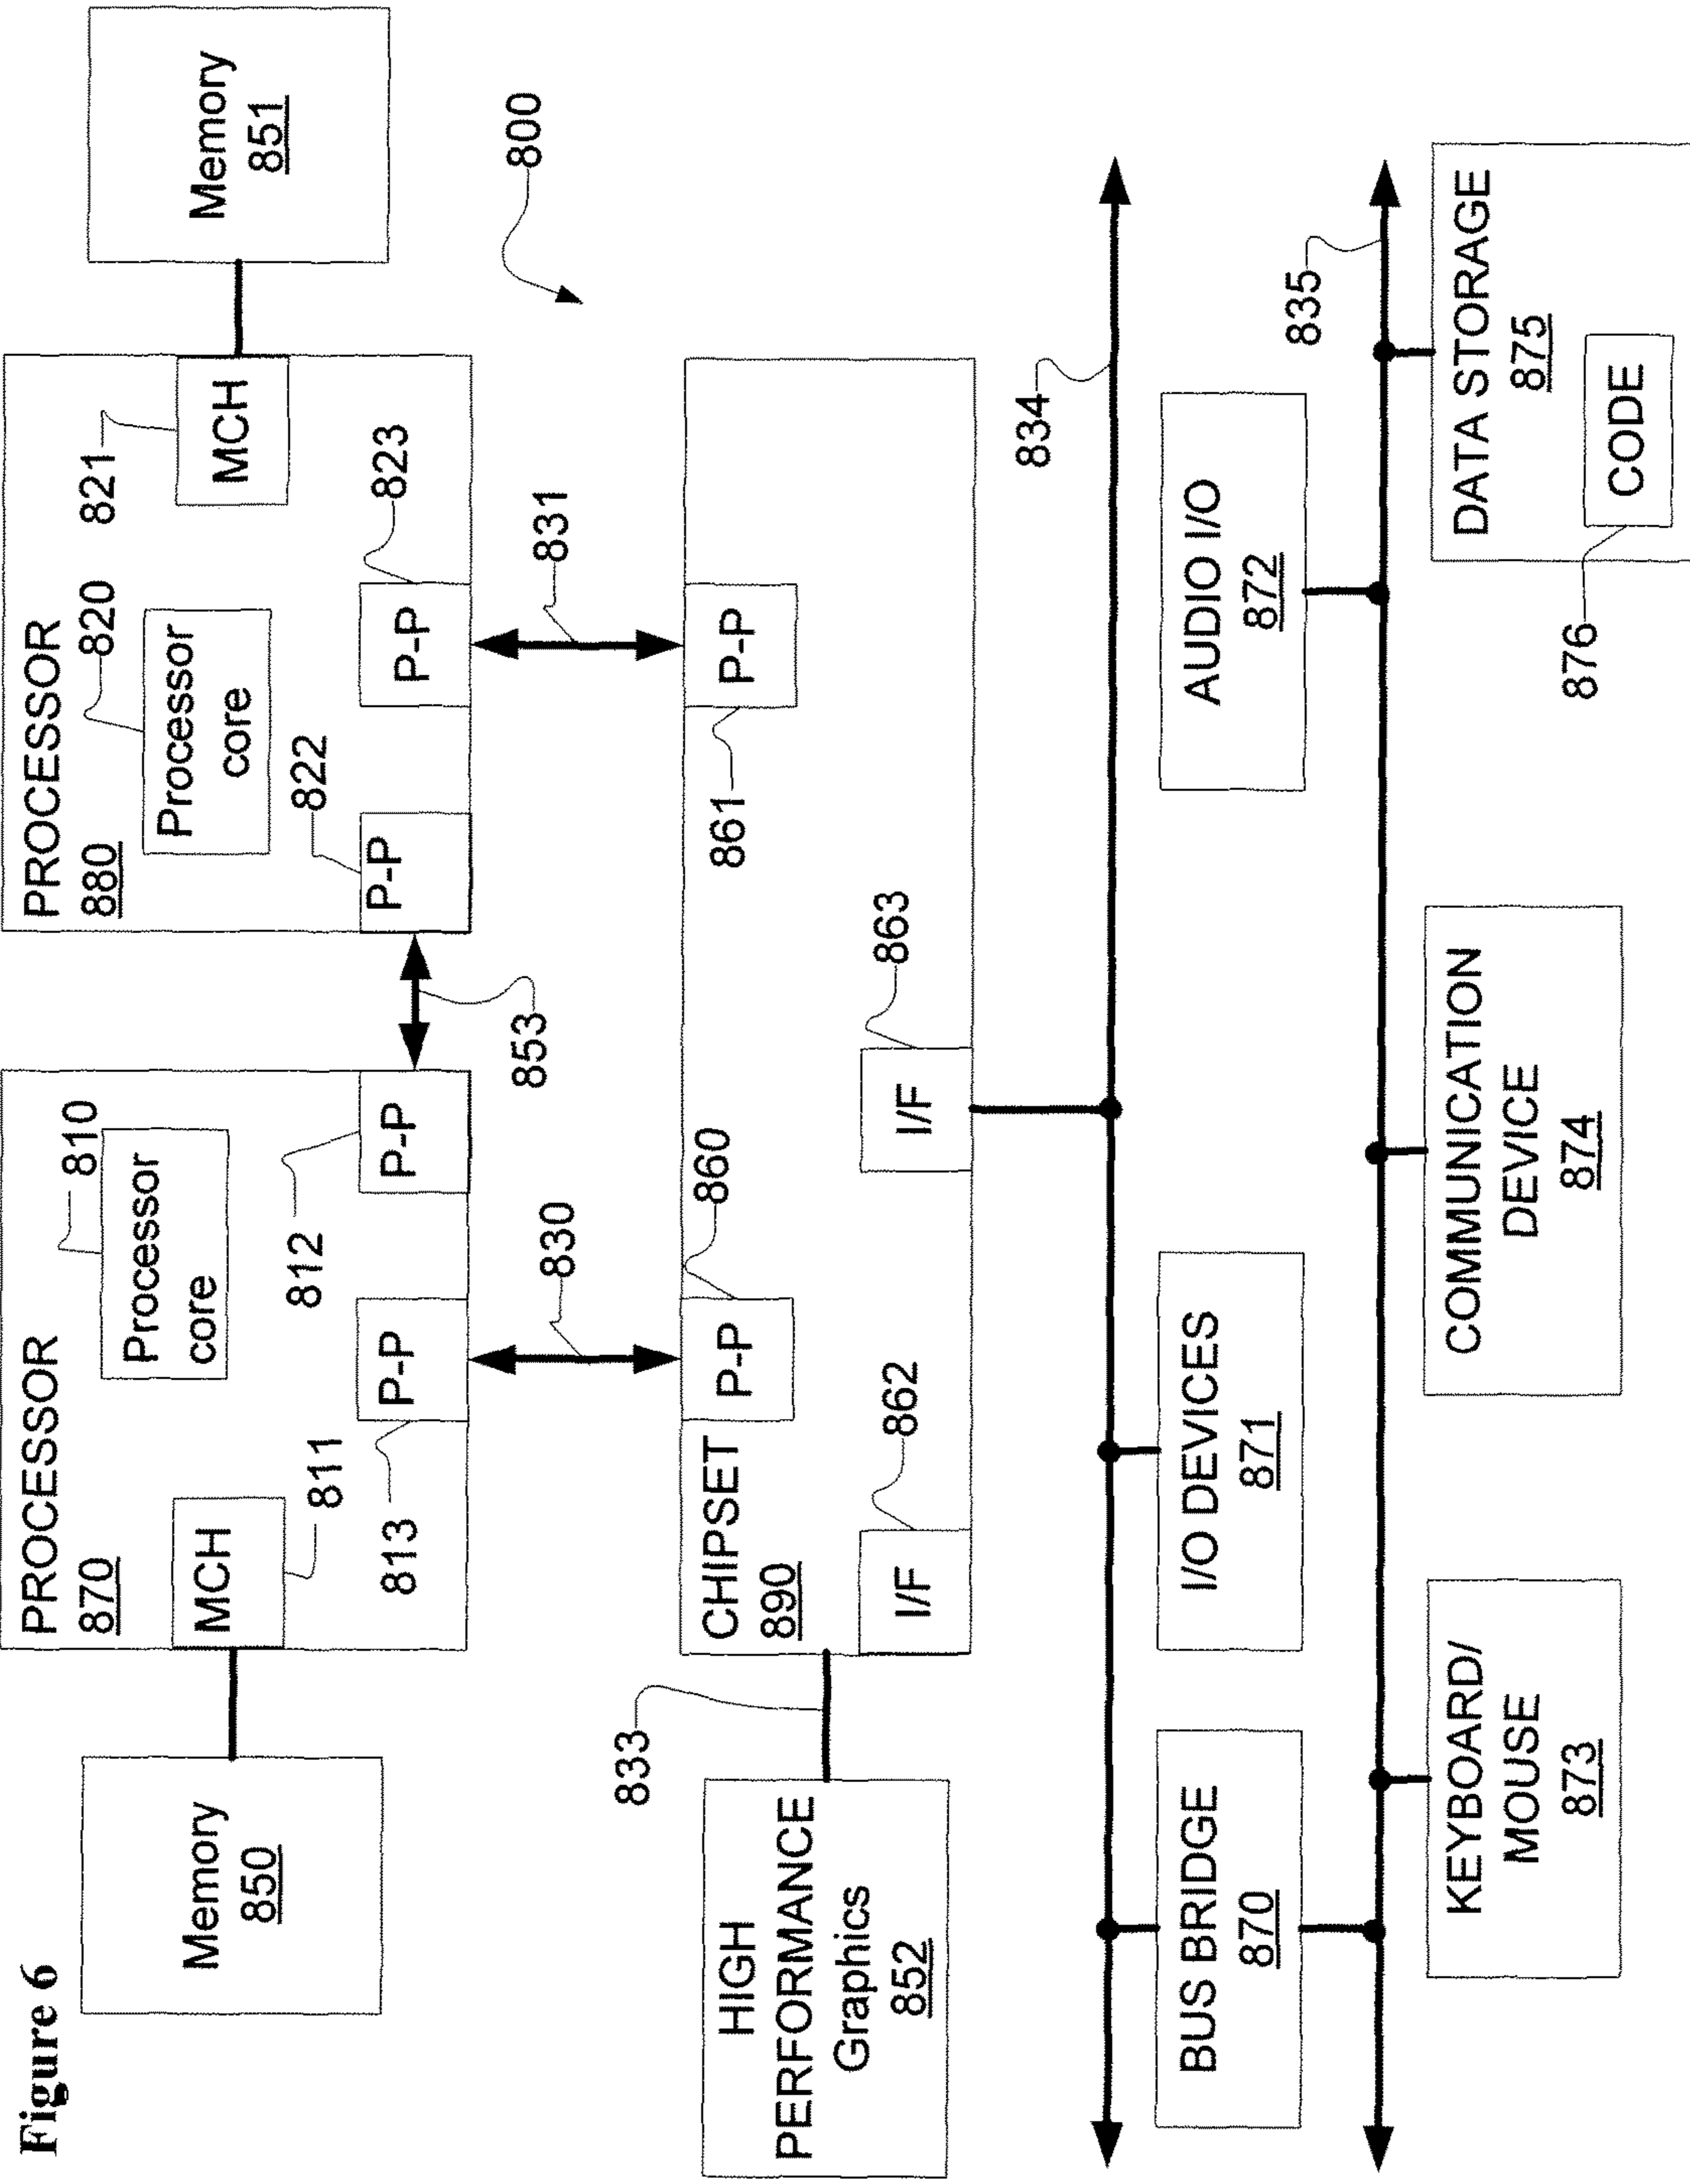 Figure 6
PROCESSOR
870
Processor
core
810
MCH
811
P-P
812
P-P
813
Memory
850
853
PROCESSOR
880
Processor
core
820
MCH
821
P-P
822
P-P
823
Memory
851
830
831
800
HIGH
PERFORMANCE
Graphics
852
833
CHIPSET
890
P-P
860
P-P
861
I/F
862
I/F
863
834
BUS BRIDGE
870
I/O DEVICES
871
AUDIO I/O
872
835
KEYBOARD/
MOUSE
873
COMMUNICATION
DEVICE
874
DATA STORAGE
875
CODE
876